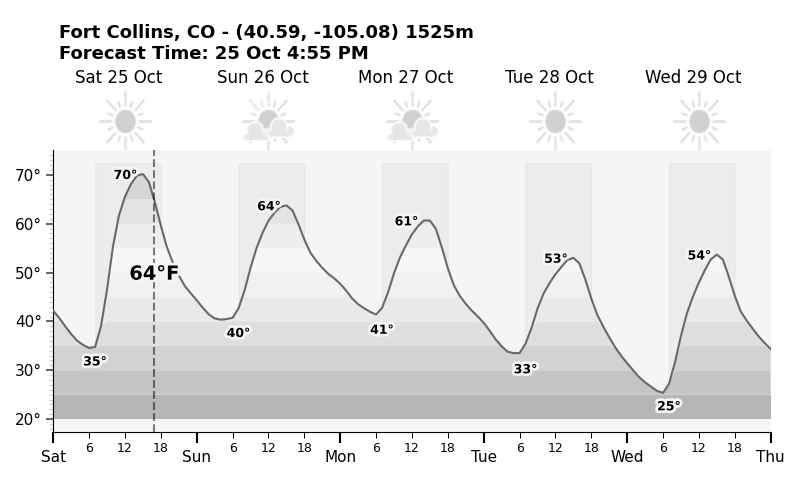 Fort Collins, CO - (40.59, -105.08) 1525m
Forecast Time: 25 Oct 4:55 PM
Sat 25 Oct Sun 26 Oct Mon 27 Oct Tue 28 Oct Wed 29 Oct
70°
60°
50°
40°
30°
20°
70° 64° 61° 53° 54°
64°F
35° 40° 41° 33° 25°
6 12 18 6 12 18 6 12 18 6 12 18 6 12 18
Sat Sun Mon Tue Wed Thu